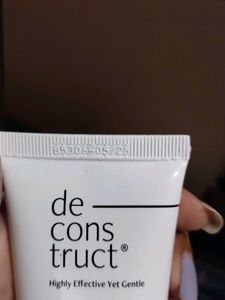 B5306-05/25
de
cons
truct®
Highly Effective Yet Gentle